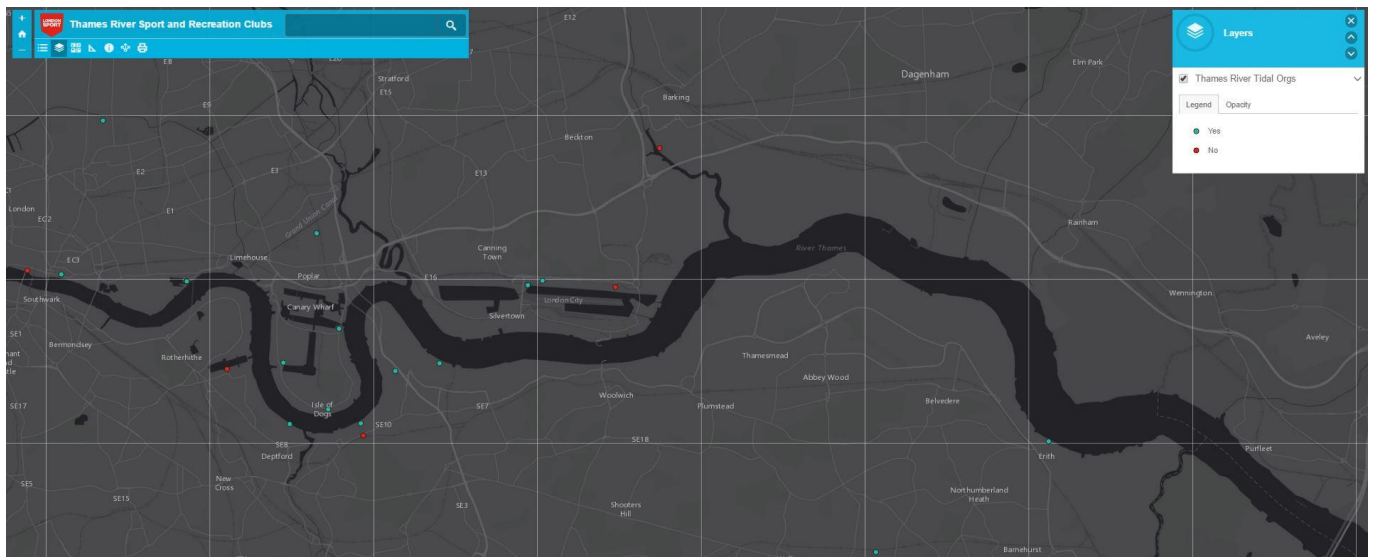 LONDON
SPORT
Thames River Sport and Recreation Clubs
Layers
Thames River Tidal Orgs
Legend
Opacity
Yes
No
E12
E8
E20
Stratford
E15
Dagenham
Elm Park
Barking
E9
Beckton
E2
E3
E13
London
EC2
E1
Grand Union Canal
Rainham
EC3
Limehouse
Canning
Town
River Thames
Poplar
E16
Southwark
Canary Wharf
London City
Wennington
Silvertown
SE1
Bermondsey
Rotherhithe
Thamesmead
Aveley
Abbey Wood
Woolwich
SE17
Isle of
Dogs
SE7
Plumstead
Belvedere
SE10
SE8
SE18
Deptford
Erith
Purfleet
New
Cross
SE5
SE15
SE3
Shooters
Hill
Northumberland
Heath
Barnehurst